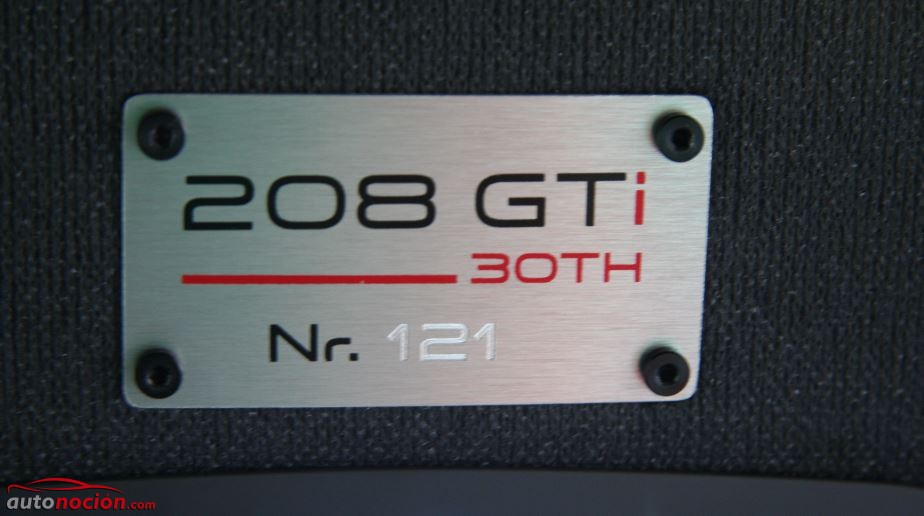 208 GTi
30TH
Nr. 121
autonoción.com